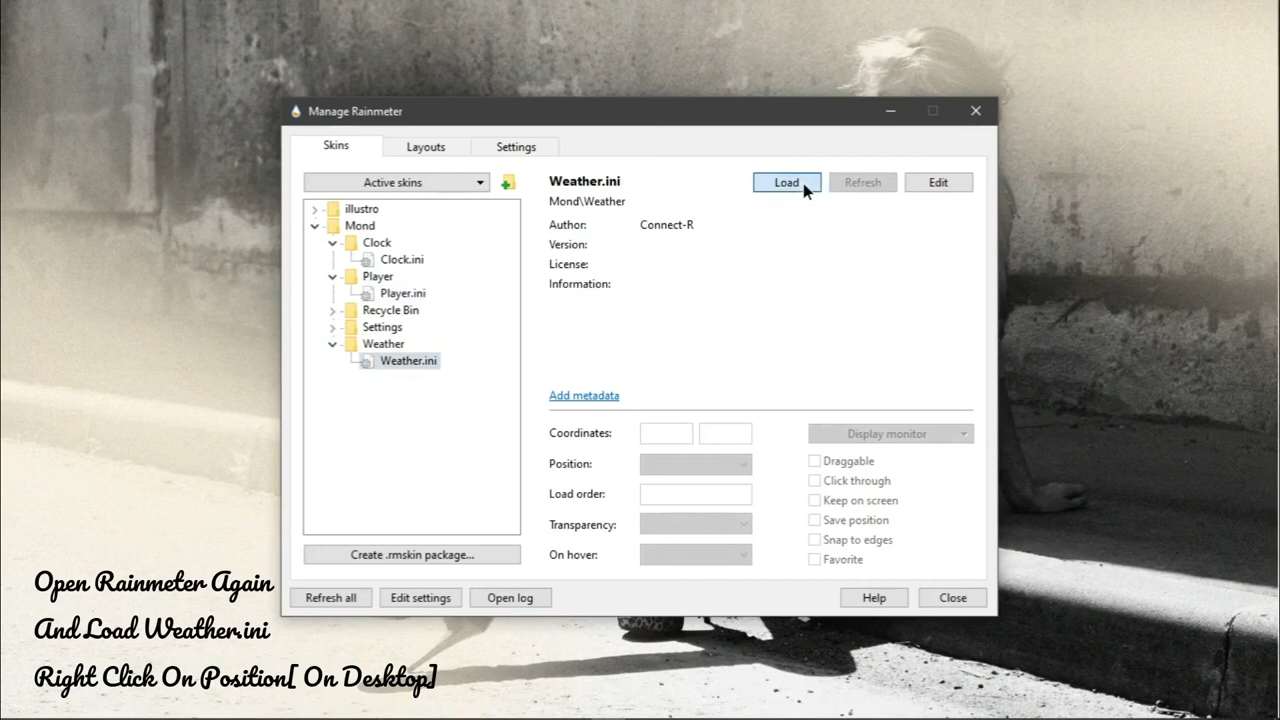 Manage Rainmeter
Skins
Layouts
Settings
Active skins
illustro
Mond
Clock
Clock.ini
Player
Player.ini
Recycle Bin
Settings
Weather
Weather.ini
Create .rmskin package...
Weather.ini
Load
Refresh
Edit
Mond\Weather
Author: Connect-R
Version:
License:
Information:
Add metadata
Coordinates:
Display monitor
Position:
Draggable
Click through
Load order:
Keep on screen
Transparency:
Save position
Snap to edges
On hover:
Favorite
Refresh all
Edit settings
Open log
Help
Close
Open Rainmeter Again
And Load Weather.ini
Right Click On Position[ On Desktop]